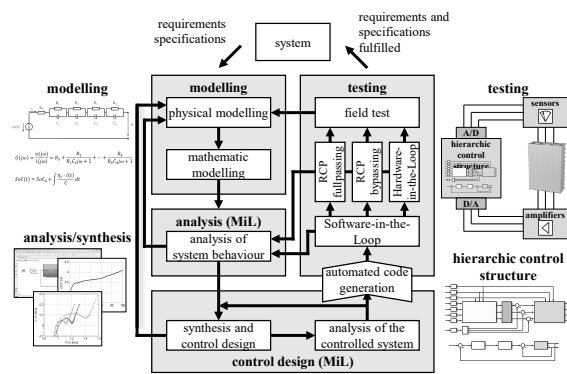 requirements
specifications
system
requirements and
specifications
fulfilled
modelling
modelling
testing
testing
physical modelling
field test
sensors
A/D
hierarchic
control
structure
D/A
amplifiers
mathematic
modelling
RCP
fullpassing
RCP
bypassing
Hardware-
in-the-Loop
analysis (MiL)
Software-in-the-
Loop
analysis of
system behaviour
analysis/synthesis
automated code
generation
hierarchic control
structure
synthesis and
control design
analysis of the
controlled system
control design (MiL)